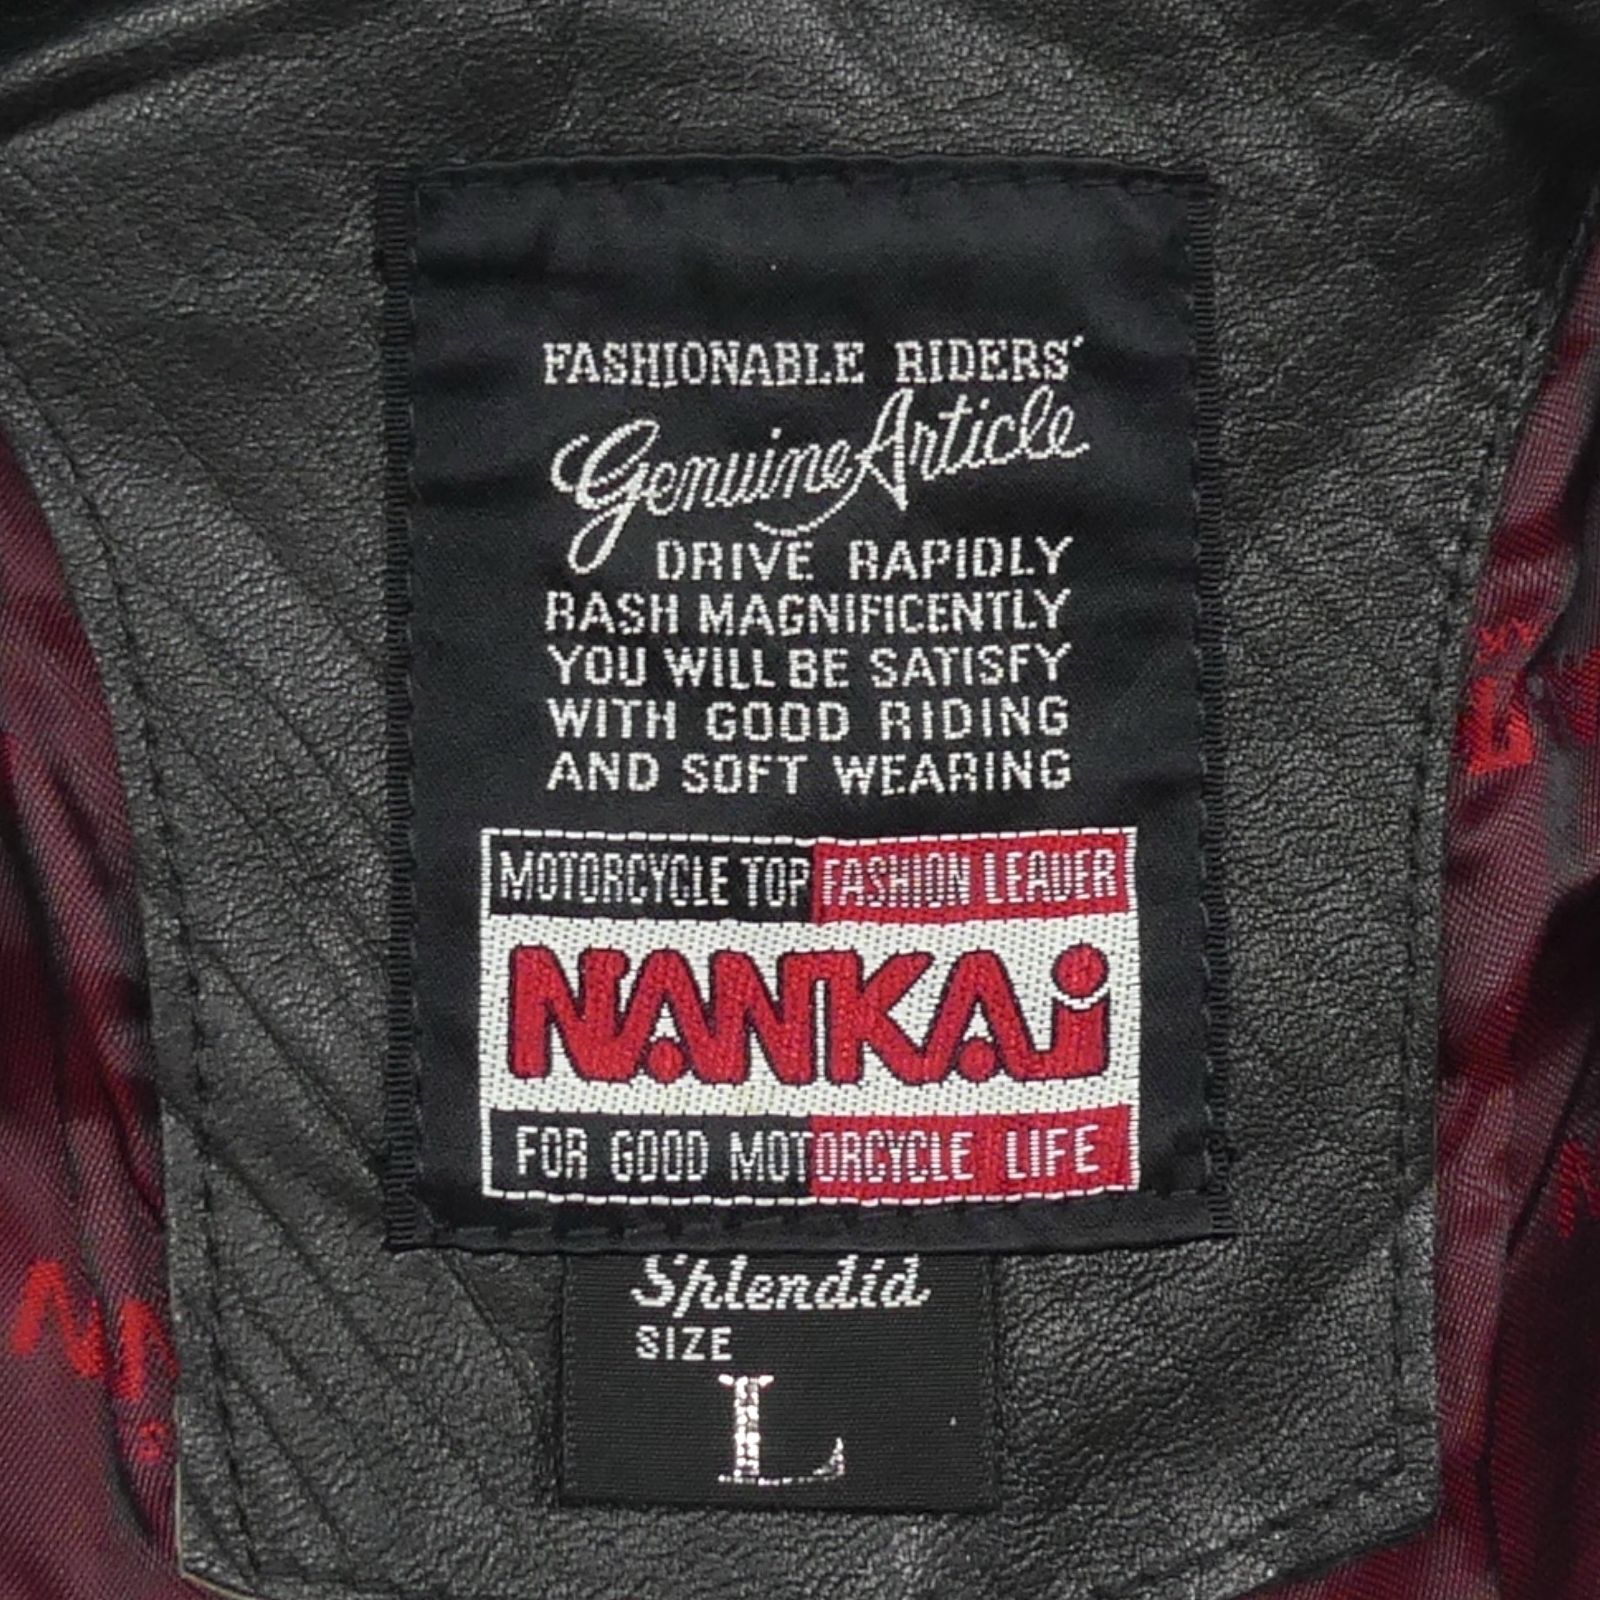 FASHIONABLE RIDERS'
Genuine Article
DRIVE RAPIDLY
RASH MAGNIFICENTLY
YOU WILL BE SATISFY
WITH GOOD RIDING
AND SOFT WEARING
MOTORCYCLE TOP FASHION LEADER
NANKAi
FOR GOOD MOTORCYCLE LIFE
Splendid
SIZE
L